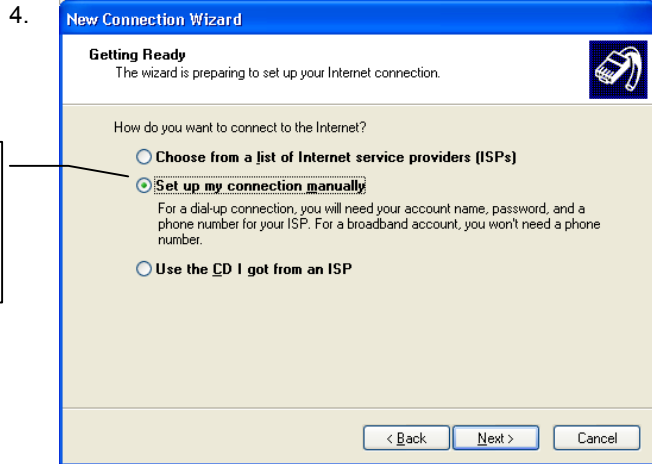 4.
New Connection Wizard
Getting Ready
The wizard is preparing to set up your Internet connection.
How do you want to connect to the Internet?
Choose from a list of Internet service providers (ISPs)
Set up my connection manually
For a dial-up connection, you will need your account name, password, and a
phone number for your ISP. For a broadband account, you won't need a phone
number.
Use the CD I got from an ISP
< Back
Next >
Cancel